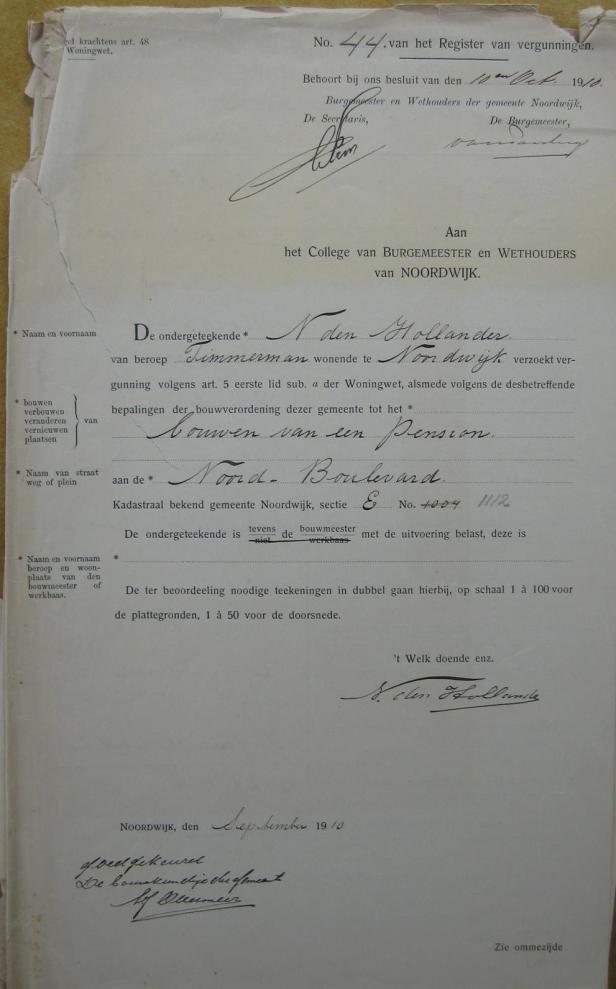 krachtens art. 48
Woningwet.
No. 44. van het Register van vergunningen.
Behoort bij ons besluit van den 10en Oct. 1910.
Burgemeester en Wethouders der gemeente Noordwijk,
De Secretaris, De Burgemeester,
Aan
het College van BURGEMEESTER en WETHOUDERS
van NOORDWIJK.
* Naam en voornaam
De ondergeteekende * N den Hollander.
van beroep Timmerman wonende te Noordwijk verzoekt ver-
gunning volgens art. 5 eerste lid sub. a der Woningwet, alsmede volgens de desbetreffende
* bouwen
verbouwen
veranderen
vernieuwen
plaatsen
van
bepalingen der bouwverordening dezer gemeente tot het *
bouwen van een Pension.
* Naam van straat
weg of plein
aan de * Noord-Boulevard.
Kadastraal bekend gemeente Noordwijk, sectie E No. 1004 1112
De ondergeteekende is tevens niet de bouwmeester werkbaas met de uitvoering belast, deze is
* Naam en voornaam
beroep en woon-
plaats van den
bouwmeester of
werkbaas.
*
De ter beoordeeling noodige teekeningen in dubbel gaan hierbij, op schaal 1 à 100 voor
de plattegronden, 1 à 50 voor de doorsnede.
't Welk doende enz.
N. den Hollander
NOORDWIJK, den September 1910
goedgekeurd
De bouwkundige der gemeente
Zie ommezijde